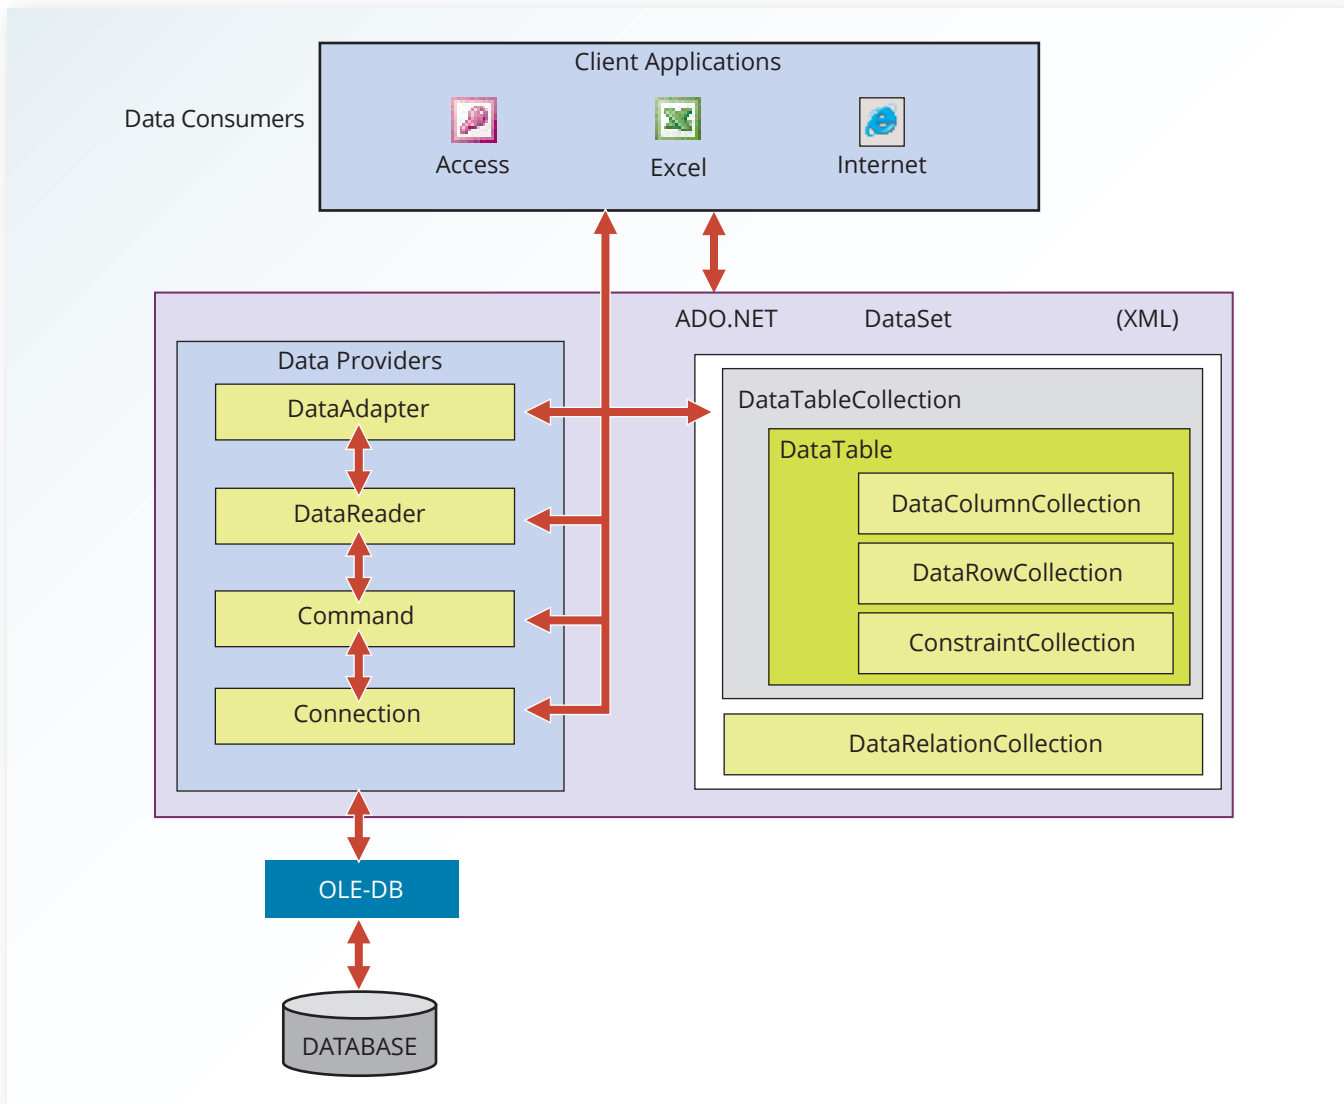 Client Applications
Data Consumers
Access
Excel
Internet
ADO.NET DataSet (XML)
Data Providers
DataAdapter
DataReader
Command
Connection
DataTableCollection
DataTable
DataColumnCollection
DataRowCollection
ConstraintCollection
DataRelationCollection
OLE-DB
DATABASE